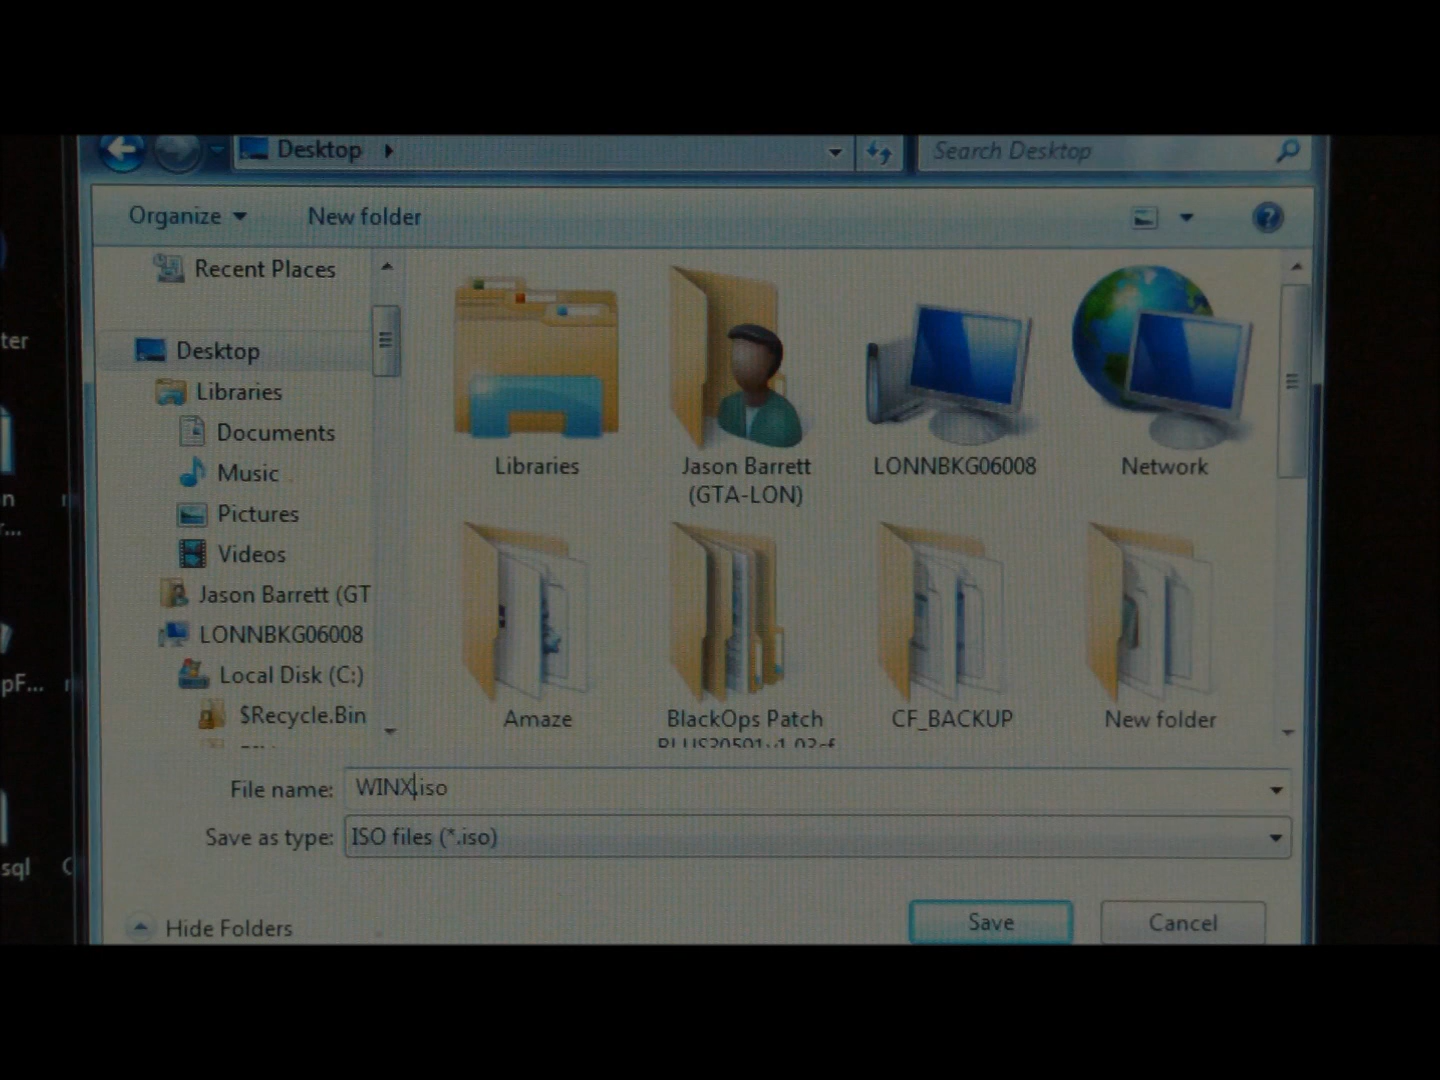 Desktop
Search Desktop
Organize
New folder
Recent Places
Desktop
Libraries
Documents
Music
Pictures
Videos
Jason Barrett (GT
LONNBKG06008
Local Disk (C:)
$Recycle.Bin
Libraries
Jason Barrett
(GTA-LON)
LONNBKG06008
Network
Amaze
BlackOps Patch
CF_BACKUP
New folder
File name:
WINX.iso
Save as type:
ISO files (*.iso)
Hide Folders
Save
Cancel
ter
n
r...
pF...
sql